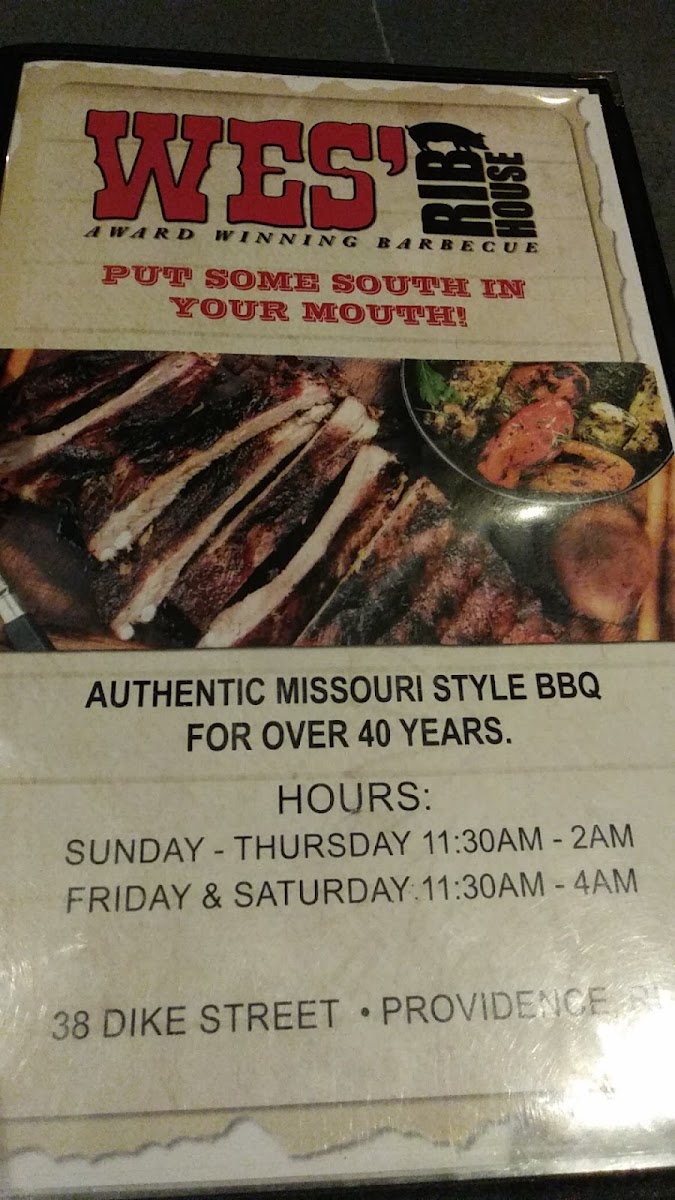 WES' RIB HOUSE
AWARD WINNING BARBECUE
PUT SOME SOUTH IN
YOUR MOUTH!
AUTHENTIC MISSOURI STYLE BBQ
FOR OVER 40 YEARS.
HOURS:
SUNDAY - THURSDAY 11:30AM - 2AM
FRIDAY & SATURDAY 11:30AM - 4AM
38 DIKE STREET • PROVIDENCE, RI